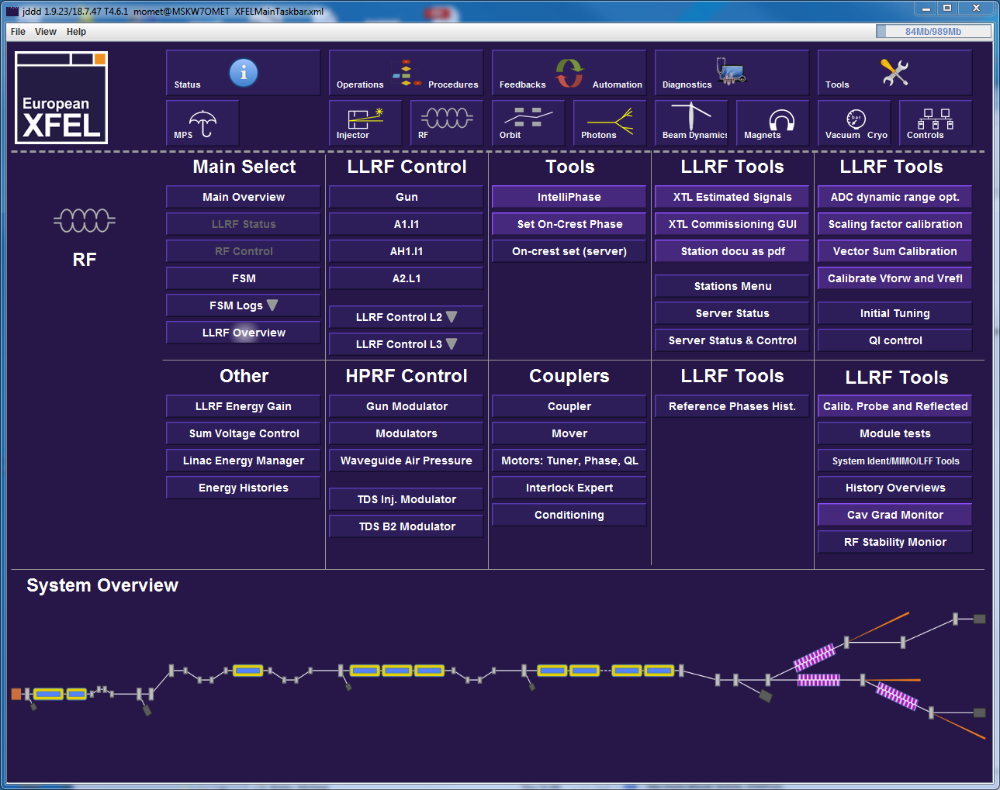 jddd 1.9.23/18.7.47 T4.6.1 momet@MSKW7OMET XFELMainTaskbar.xml
File View Help
84Mb/989Mb
European
XFEL
Status
Operations Procedures
Feedbacks Automation
Diagnostics
Tools
MPS
Injector
RF
Orbit
Photons
Beam Dynamics
Magnets
bar
Vacuum Cryo
Controls
RF
Main Select
Main Overview
LLRF Status
RF Control
FSM
FSM Logs
LLRF Overview
LLRF Control
Gun
A1.I1
AH1.I1
A2.L1
LLRF Control L2
LLRF Control L3
Tools
IntelliPhase
Set On-Crest Phase
On-crest set (server)
LLRF Tools
XTL Estimated Signals
XTL Commissioning GUI
Station docu as pdf
Stations Menu
Server Status
Server Status & Control
LLRF Tools
ADC dynamic range opt.
Scaling factor calibration
Vector Sum Calibration
Calibrate Vforw and Vrefl
Initial Tuning
Ql control
Other
LLRF Energy Gain
Sum Voltage Control
Linac Energy Manager
Energy Histories
HPRF Control
Gun Modulator
Modulators
Waveguide Air Pressure
TDS Inj. Modulator
TDS B2 Modulator
Couplers
Coupler
Mover
Motors: Tuner, Phase, QL
Interlock Expert
Conditioning
LLRF Tools
Reference Phases Hist.
LLRF Tools
Calib. Probe and Reflected
Module tests
System Ident/MIMO/LFF Tools
History Overviews
Cav Grad Monitor
RF Stability Monior
System Overview